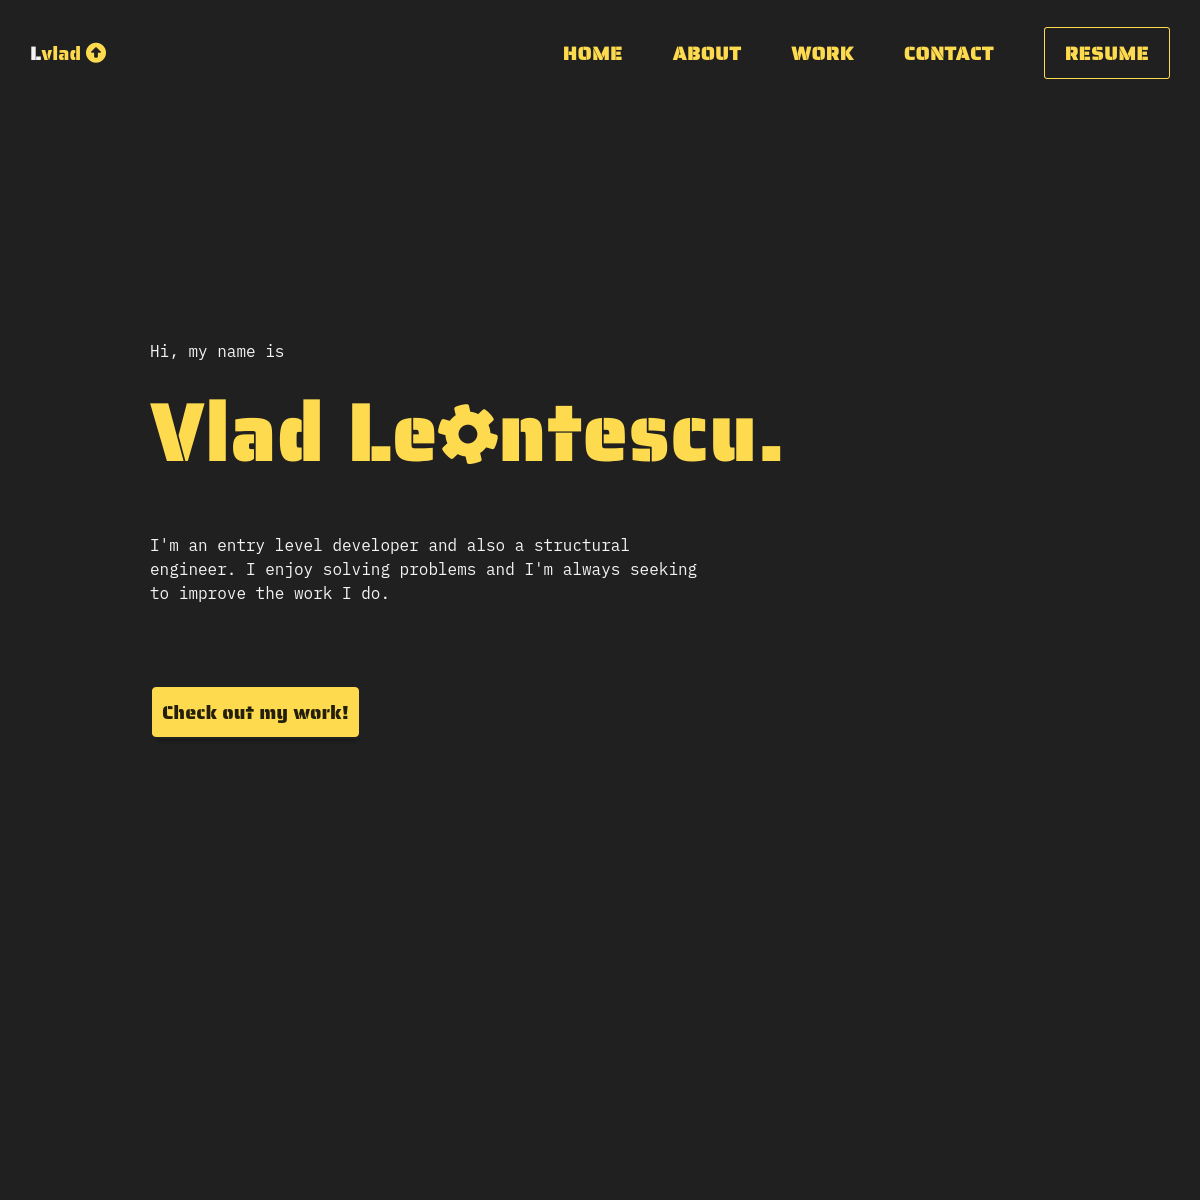 Lvlad
HOME
ABOUT
WORK
CONTACT
RESUME
Hi, my name is
Vlad Leontescu.
I'm an entry level developer and also a structural
engineer. I enjoy solving problems and I'm always seeking
to improve the work I do.
Check out my work!